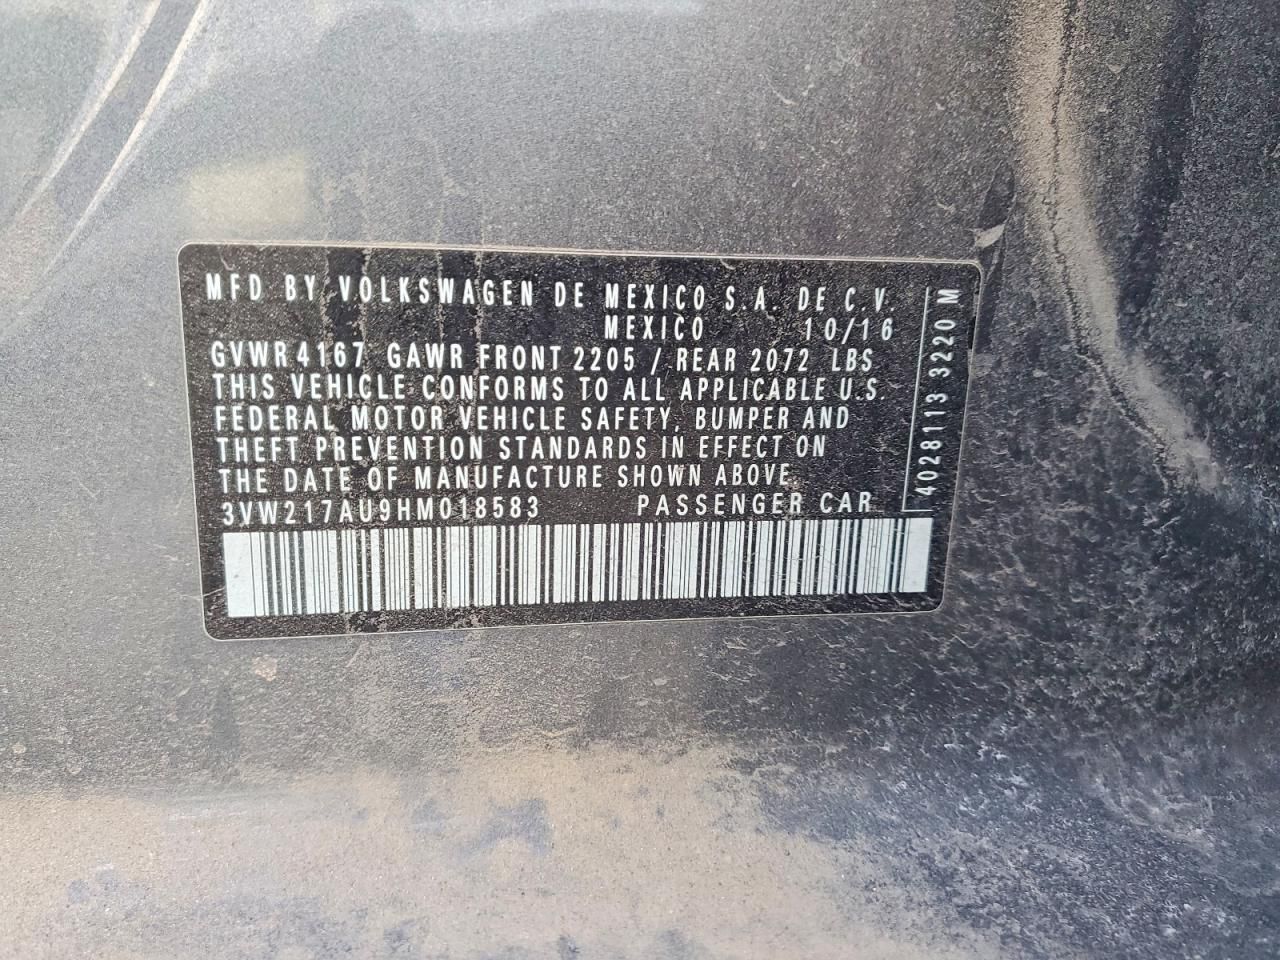 MFD BY VOLKSWAGEN DE MEXICO S.A. DE C.V.
MEXICO 10/16
GVWR 4167 GAWR FRONT 2205 / REAR 2072 LBS
THIS VEHICLE CONFORMS TO ALL APPLICABLE U.S.
FEDERAL MOTOR VEHICLE SAFETY, BUMPER AND
THEFT PREVENTION STANDARDS IN EFFECT ON
THE DATE OF MANUFACTURE SHOWN ABOVE.
3VW217AU9HM018583 PASSENGER CAR
4028113 3220 M